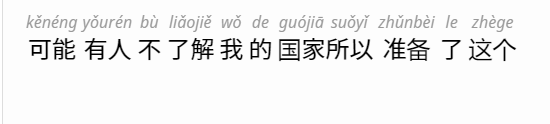 kěnéng yǒurén bù liǎojiě wǒ de guójiā suǒyǐ zhǔnbèi le zhège
可能 有人 不 了解 我 的 国家所以 准备 了 这个